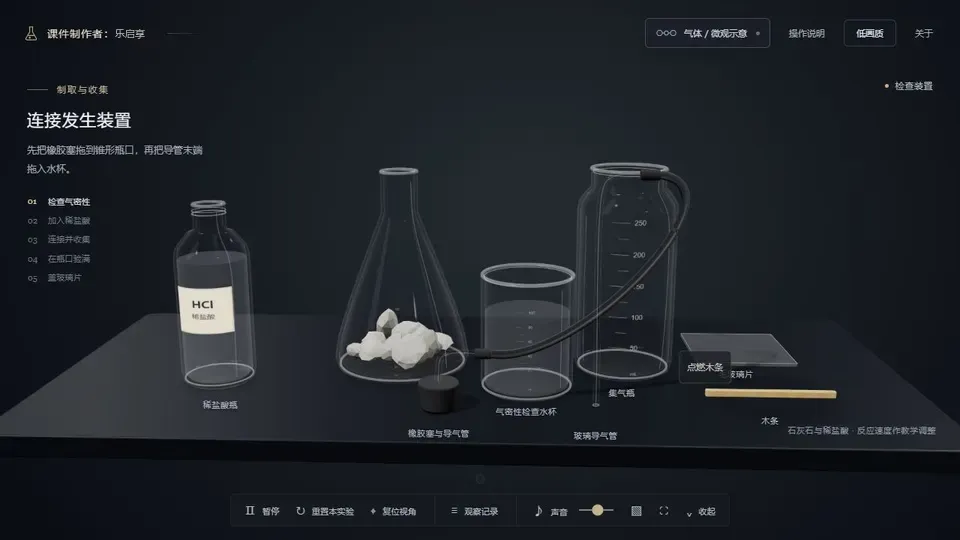 课件制作者：乐启享
气体 / 微观示意
操作说明
低画质
关于
制取与收集
检查装置
连接发生装置
先把橡胶塞拖到锥形瓶口，再把导管末端
拖入水杯。
01 检查气密性
02 加入稀盐酸
03 连接并收集
04 在瓶口验满
05 盖玻璃片
HCl
稀盐酸
250
200
150
100
50
点燃木条
玻璃片
稀盐酸瓶
橡胶塞与导气管
气密性检查水杯
集气瓶
玻璃导气管
木条
石灰石与稀盐酸 · 反应速度作教学调整
暂停
重置本实验
复位视角
观察记录
声音
收起